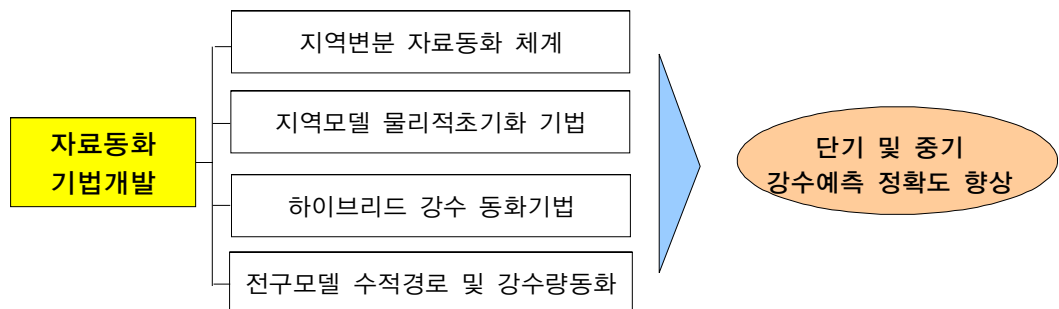 지역변분 자료동화 체계
지역모델 물리적초기화 기법
자료동화
기법개발
하이브리드 강수 동화기법
전구모델 수적경로 및 강수량동화
단기 및 중기
강수예측 정확도 향상